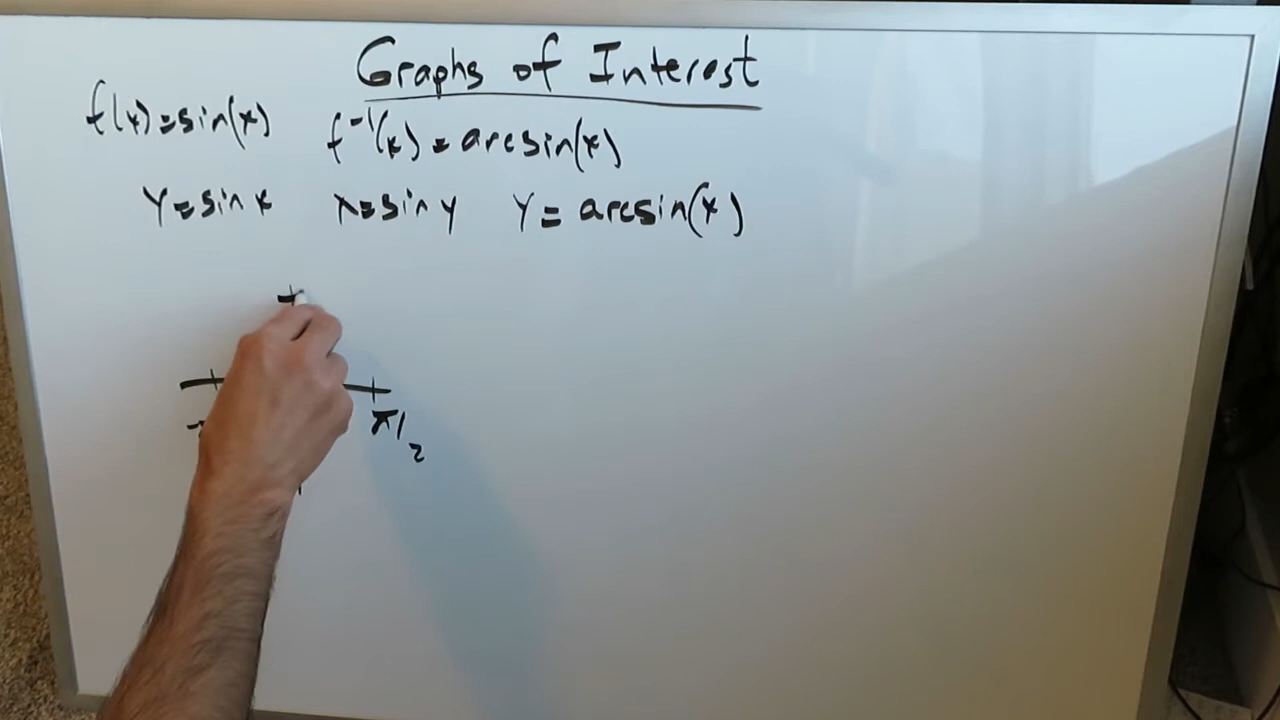 Graphs of Interest
f(x)=sin(x) f⁻¹(x)=arcsin(x)
Y=sin x x=sin y Y=arcsin(x)
π/2